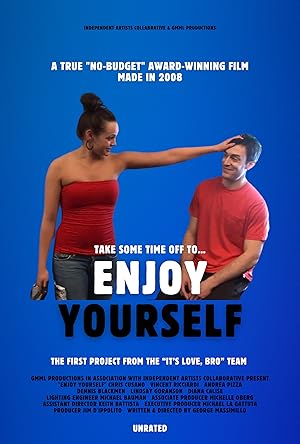 INDEPENDENT ARTISTS COLLABORATIVE & GMML PRODUCTIONS
A TRUE "NO-BUDGET" AWARD-WINNING FILM
MADE IN 2008
TAKE SOME TIME OFF TO...
ENJOY
YOURSELF
THE FIRST PROJECT FROM THE "IT'S LOVE, BRO" TEAM
GMML PRODUCTIONS IN ASSOCIATION WITH INDEPENDENT ARTISTS COLLABORATIVE PRESENT
"ENJOY YOURSELF" CHRIS CUSANO VINCENT RICCIARDI ANDREA PIZZA
DENNIS BLACKMEN LINDSAY GORANSON DIANA CALISE
LIGHTING ENGINEER MICHAEL BAUMAN ASSOCIATE PRODUCER MICHELLE OBERG
ASSISTANT DIRECTOR KEITH BATTISTA EXECUTIVE PRODUCER MICHAEL LA GATTUTA
PRODUCER JIM D'IPPOLITO WRITTEN & DIRECTED BY GEORGE MASSIMILLO
UNRATED